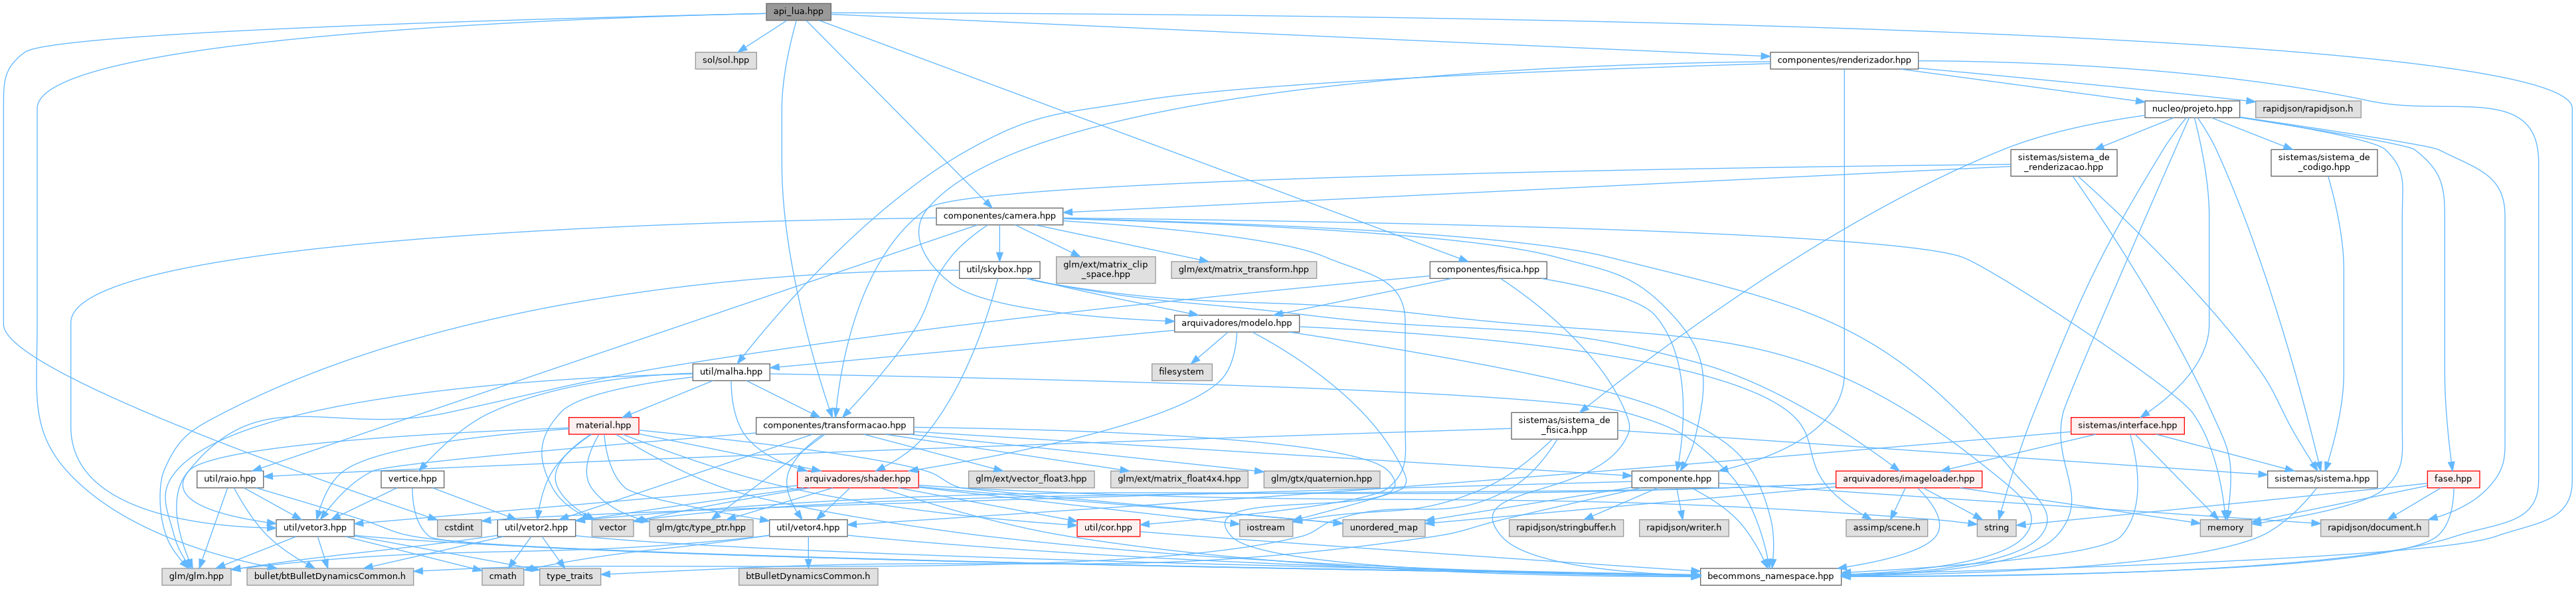 api_lua.hpp
sol/sol.hpp
componentes/renderizador.hpp
rapidjson/rapidjson.h
nucleo/projeto.hpp
sistemas/sistema_de
_renderizacao.hpp
sistemas/sistema_de
_codigo.hpp
componentes/camera.hpp
util/skybox.hpp
glm/ext/matrix_clip
_space.hpp
glm/ext/matrix_transform.hpp
componentes/fisica.hpp
arquivadores/modelo.hpp
util/malha.hpp
filesystem
material.hpp
componentes/transformacao.hpp
sistemas/sistema_de
_fisica.hpp
sistemas/interface.hpp
util/raio.hpp
vertice.hpp
arquivadores/shader.hpp
glm/ext/vector_float3.hpp
glm/ext/matrix_float4x4.hpp
glm/gtx/quaternion.hpp
componente.hpp
arquivadores/imageloader.hpp
sistemas/sistema.hpp
fase.hpp
util/vetor3.hpp
cstdint
util/vetor2.hpp
vector
glm/gtc/type_ptr.hpp
util/vetor4.hpp
util/cor.hpp
iostream
unordered_map
rapidjson/stringbuffer.h
rapidjson/writer.h
assimp/scene.h
string
memory
rapidjson/document.h
glm/glm.hpp
bullet/btBulletDynamicsCommon.h
cmath
type_traits
btBulletDynamicsCommon.h
becommons_namespace.hpp